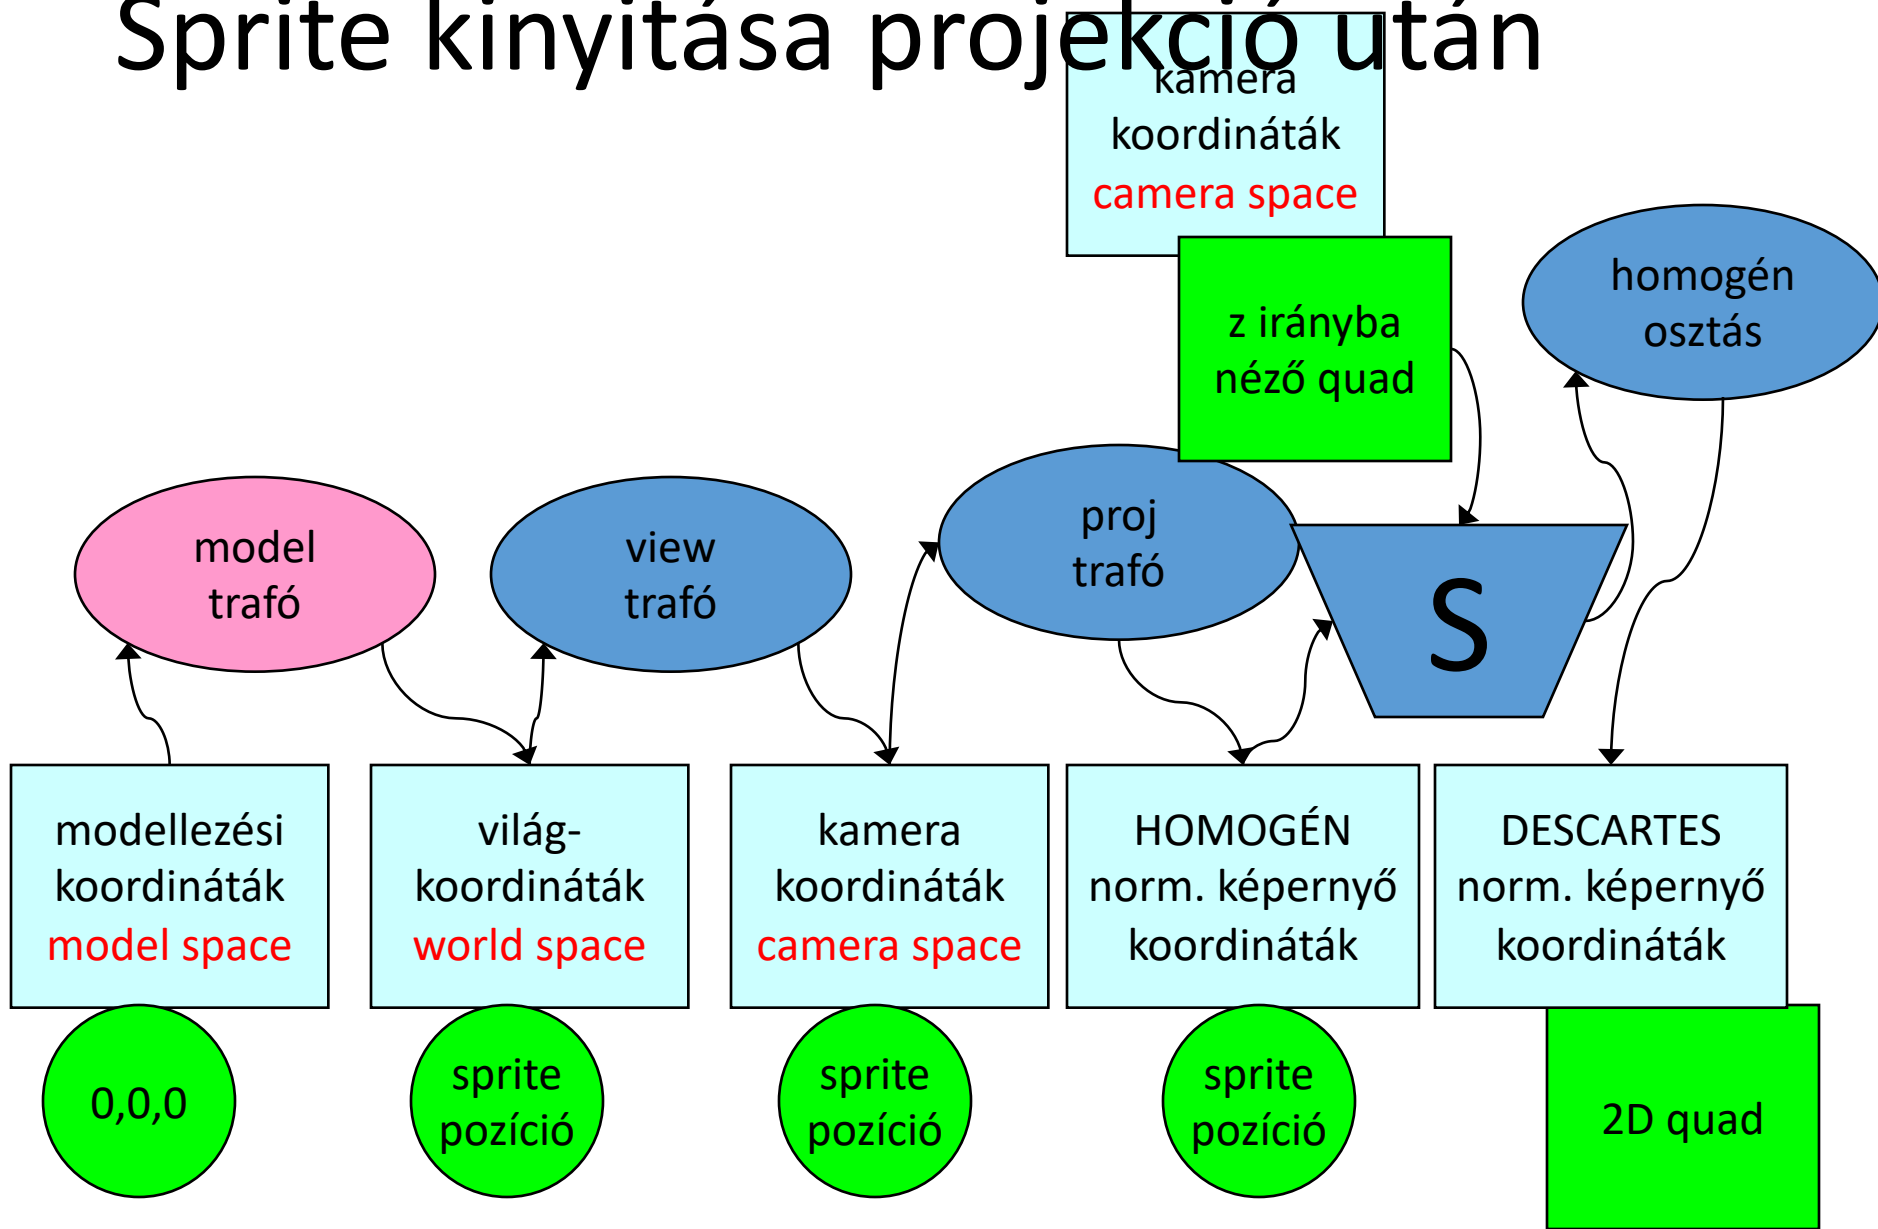 Sprite kinyitása projekció után
kamera
koordináták
camera space
z irányba
néző quad
homogén
osztás
model
trafó
view
trafó
proj
trafó
S
modellezési
koordináták
model space
világ-
koordináták
world space
kamera
koordináták
camera space
HOMOGÉN
norm. képernyő
koordináták
DESCARTES
norm. képernyő
koordináták
0,0,0
sprite
pozíció
sprite
pozíció
sprite
pozíció
2D quad